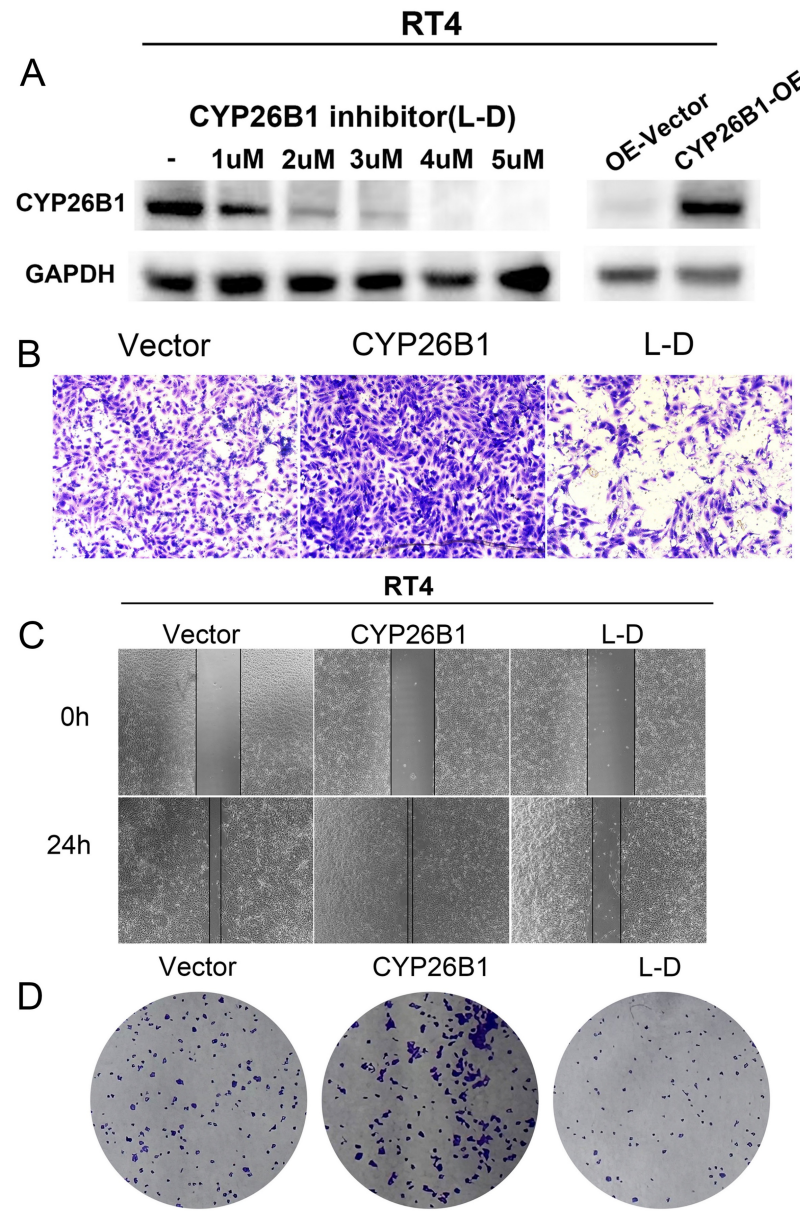 RT4
A
CYP26B1 inhibitor(L-D)
- 1uM 2uM 3uM 4uM 5uM
OE-Vector CYP26B1-OE
CYP26B1
GAPDH
B
Vector CYP26B1 L-D
RT4
C
Vector CYP26B1 L-D
0h
24h
Vector CYP26B1 L-D
D